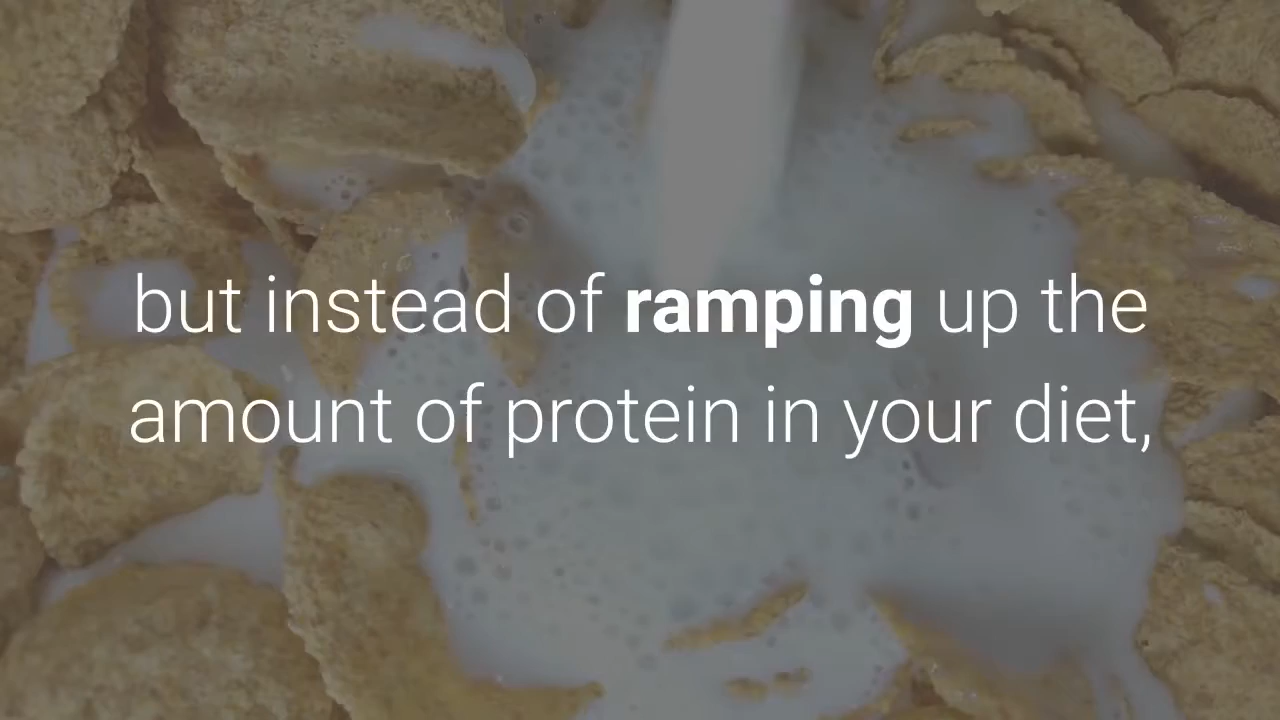 but instead of ramping up the
amount of protein in your diet,